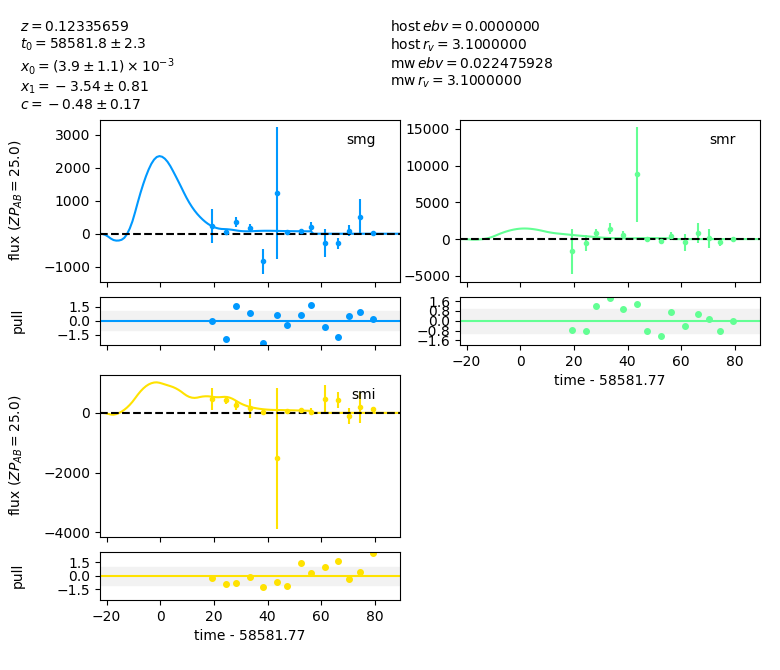 z = 0.12335659
t₀ = 58581.8 ± 2.3
x₀ = (3.9 ± 1.1) × 10⁻³
x₁ = −3.54 ± 0.81
c = −0.48 ± 0.17
host ebv = 0.0000000
host r_v = 3.1000000
mw ebv = 0.022475928
mw r_v = 3.1000000
smg
flux (ZP_AB = 25.0)
3000
2000
1000
0
−1000
smr
15000
10000
5000
0
−5000
pull
1.5
0.0
−1.5
1.6
0.8
0.0
−0.8
−1.6
−20 0 20 40 60 80
time - 58581.77
smi
flux (ZP_AB = 25.0)
0
−2000
−4000
pull
1.5
0.0
−1.5
−20 0 20 40 60 80
time - 58581.77